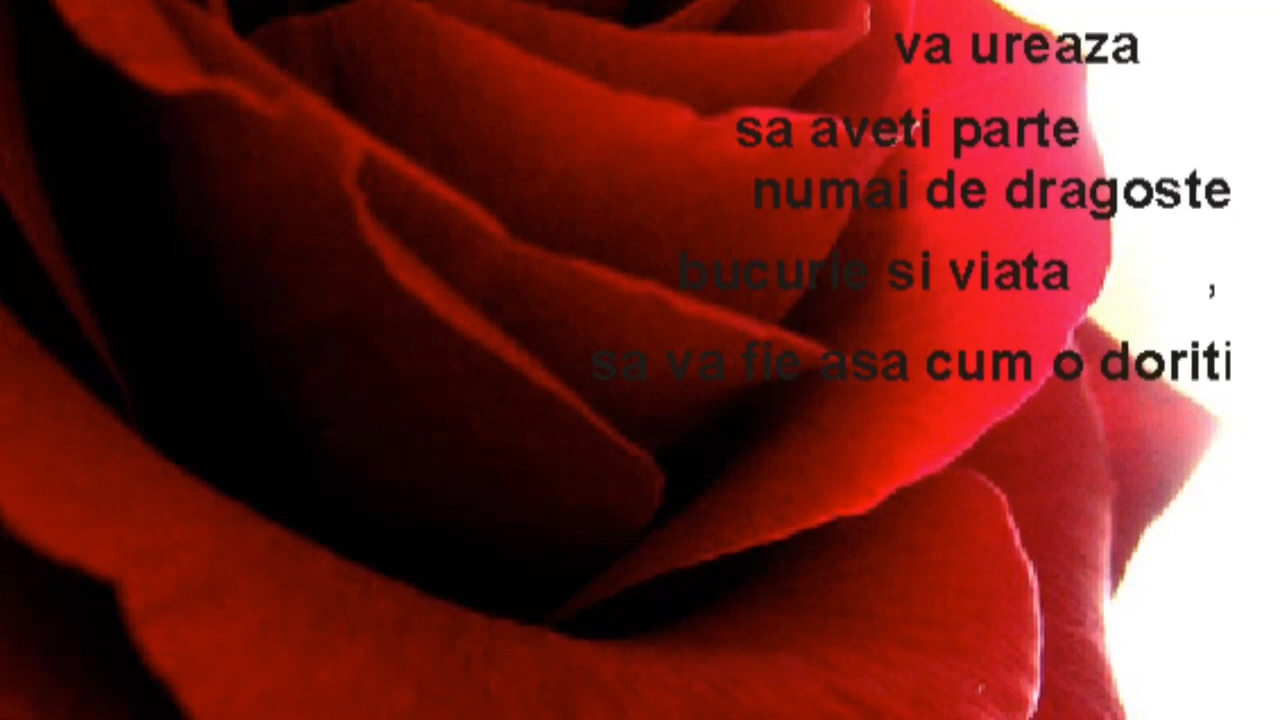 va ureaza
sa aveti parte
numai de dragoste
bucurie si viata ,
sa va fie asa cum o doriti